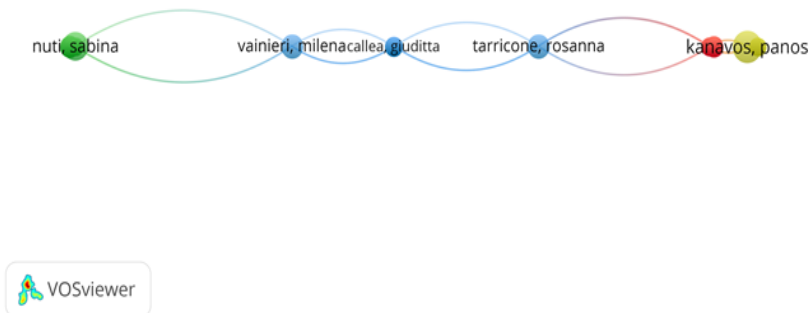 nuti, sabina
vainieri, milena
callea, giuditta
tarricone, rosanna
kanavos, panos
VOSviewer